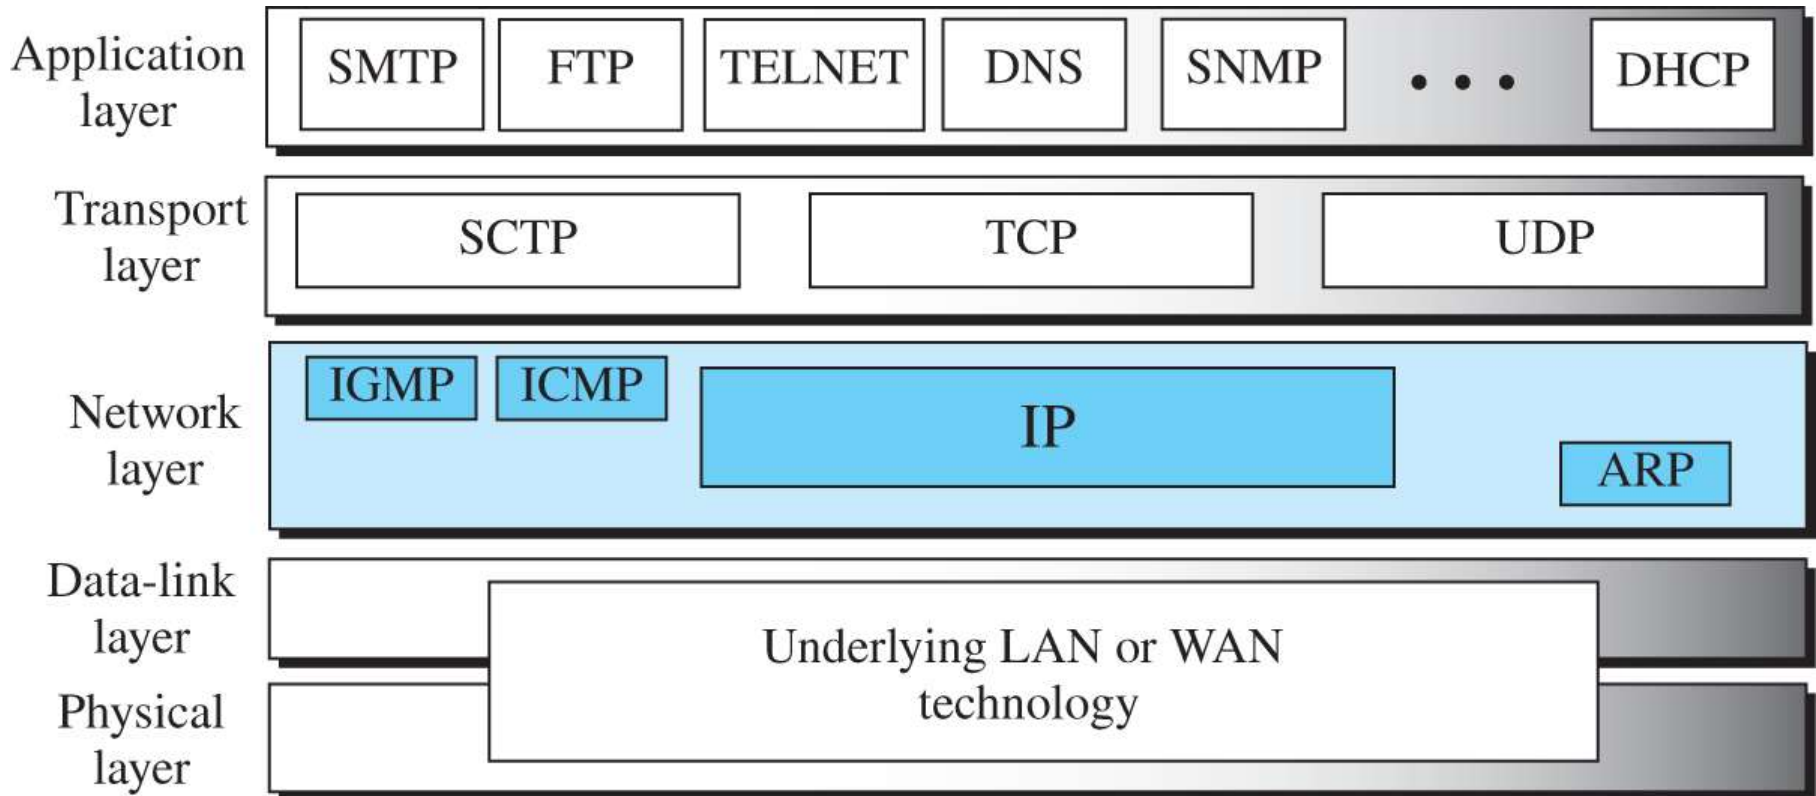 Application
layer
SMTP
FTP
TELNET
DNS
SNMP
• • •
DHCP
Transport
layer
SCTP
TCP
UDP
Network
layer
IGMP
ICMP
IP
ARP
Data-link
layer
Underlying LAN or WAN
technology
Physical
layer